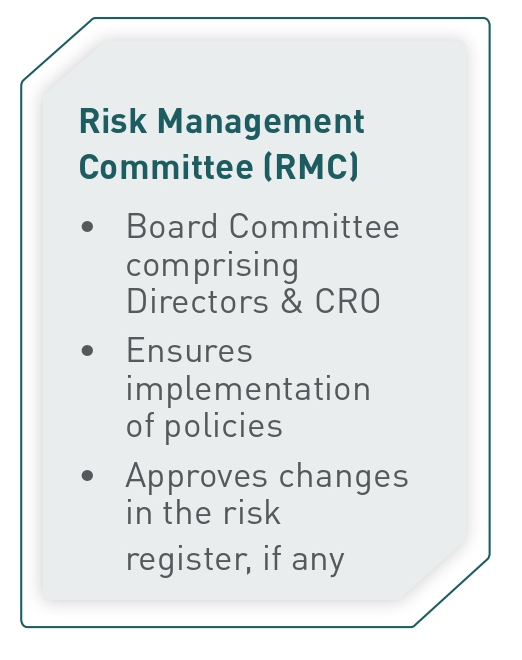 Risk Management
Committee (RMC)
• Board Committee
comprising
Directors & CRO
• Ensures
implementation
of policies
• Approves changes
in the risk
register, if any